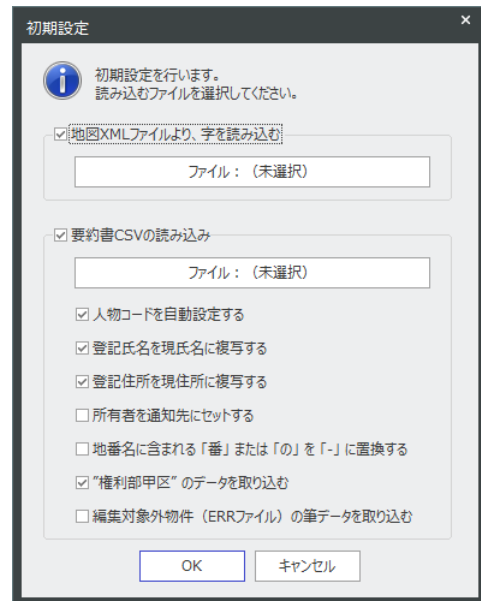 初期設定
×
初期設定を行います。
読み込むファイルを選択してください。
地図XMLファイルより、字を読み込む
ファイル：（未選択）
要約書CSVの読み込み
ファイル：（未選択）
人物コードを自動設定する
登記氏名を現氏名に複写する
登記住所を現住所に複写する
所有者を通知先にセットする
地番名に含まれる「番」または「の」を「-」に置換する
"権利部甲区" のデータを取り込む
編集対象外物件（ERRファイル）の筆データを取り込む
OK
キャンセル